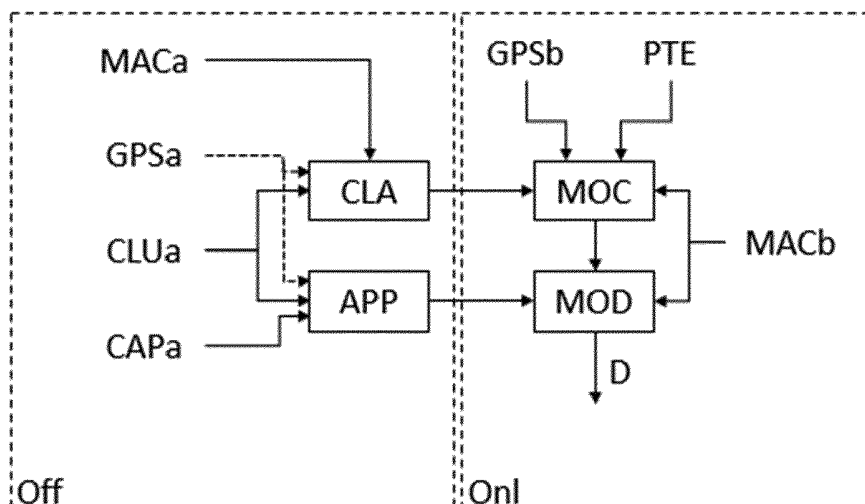 MACa
GPSa
CLUa
CAPa
CLA
APP
Off
GPSb PTE
MOC
MACb
MOD
D
Onl